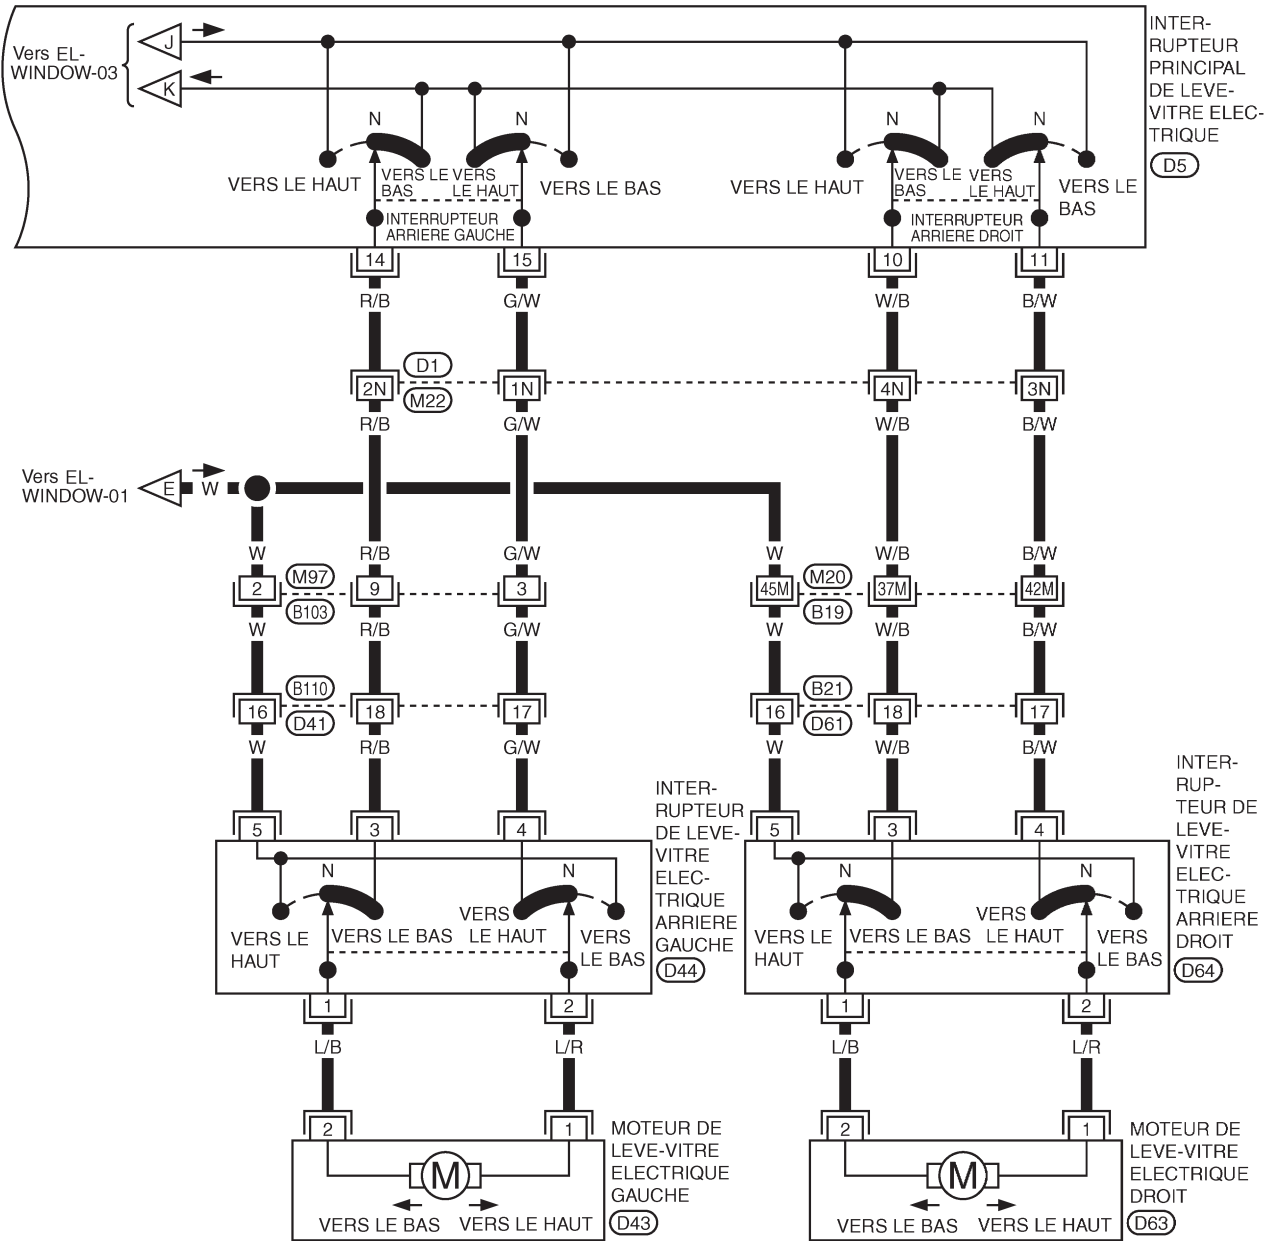 Vers EL-
WINDOW-03
J
K
INTER-
RUPTEUR
PRINCIPAL
DE LEVE-
VITRE ELEC-
TRIQUE
D5
N
N
N
N
VERS LE HAUT
VERS LE
BAS
VERS
LE HAUT
VERS LE BAS
VERS LE HAUT
VERS LE
BAS
VERS
LE HAUT
VERS LE
BAS
INTERRUPTEUR
ARRIERE GAUCHE
INTERRUPTEUR
ARRIERE DROIT
14 15 10 11
R/B G/W W/B B/W
D1
2N 1N 4N 3N
M22
R/B G/W W/B B/W
Vers EL-
WINDOW-01
E
W
W R/B G/W W W/B B/W
M97 M20
2 9 3 45M 37M 42M
B103 B19
W R/B G/W W W/B B/W
B110 B21
16 18 17 16 18 17
D41 D61
W R/B G/W W W/B B/W
5 3 4 5 3 4
INTER-
RUPTEUR
DE LEVE-
VITRE
ELEC-
TRIQUE
ARRIERE
GAUCHE
D44
INTER-
RUP-
TEUR DE
LEVE-
VITRE
ELEC-
TRIQUE
ARRIERE
DROIT
D64
N N N N
VERS LE
HAUT
VERS LE BAS
VERS
LE HAUT
VERS
LE BAS
VERS LE
HAUT
VERS LE BAS
VERS
LE HAUT
VERS
LE BAS
1 2 1 2
L/B L/R L/B L/R
2 1 2 1
M
VERS LE BAS VERS LE HAUT
MOTEUR DE
LEVE-VITRE
ELECTRIQUE
GAUCHE
D43
M
VERS LE BAS VERS LE HAUT
MOTEUR DE
LEVE-VITRE
ELECTRIQUE
DROIT
D63